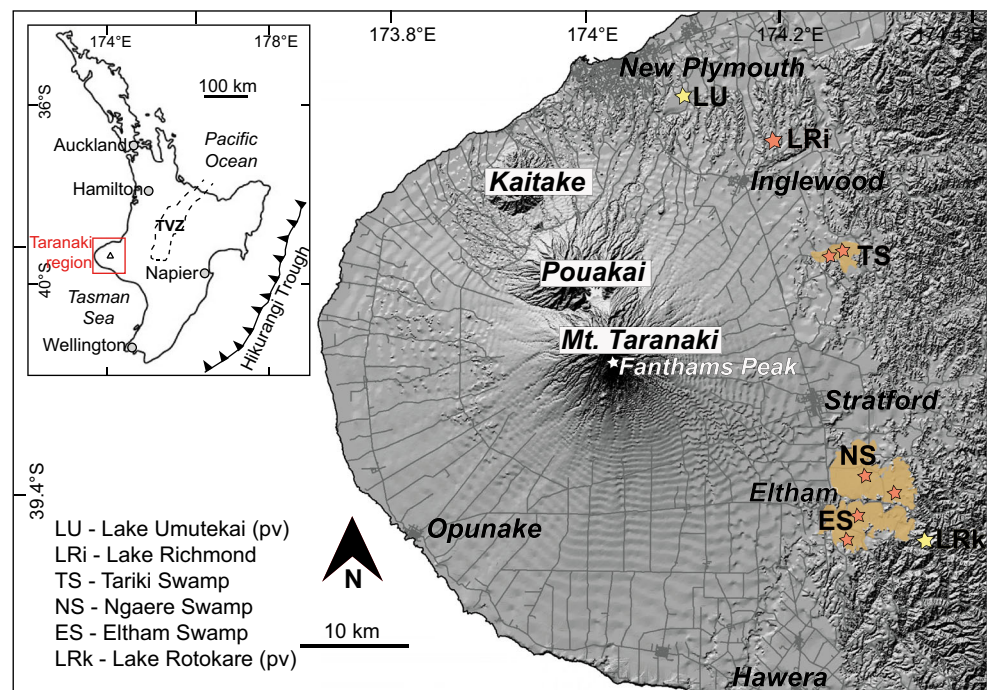 174°E
178°E
100 km
36°S
Pacific
Ocean
Auckland
Hamilton
TVZ
Taranaki
region
Napier
40°S
Tasman
Sea
Hikurangi Trough
Wellington
173.8°E
174°E
174.2°E
New Plymouth
LU
LRi
Inglewood
Kaitake
TS
Pouakai
Mt. Taranaki
Fanthams Peak
Stratford
NS
Eltham
ES
LRk
39.4°S
Opunake
LU - Lake Umutekai (pv)
LRi - Lake Richmond
TS - Tariki Swamp
NS - Ngaere Swamp
ES - Eltham Swamp
LRk - Lake Rotokare (pv)
N
10 km
Hawera